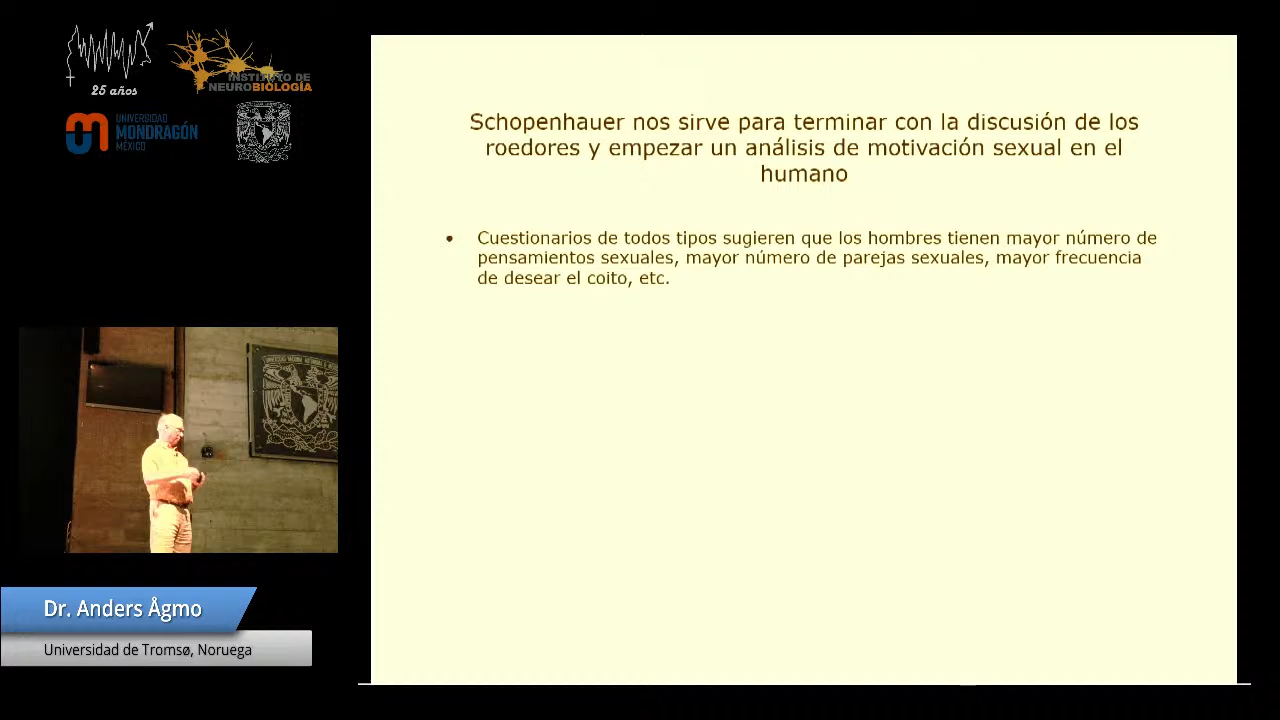 25 años
INSTITUTO DE
NEUROBIOLOGÍA
UNIVERSIDAD
MONDRAGÓN
MÉXICO
Schopenhauer nos sirve para terminar con la discusión de los
roedores y empezar un análisis de motivación sexual en el
humano
• Cuestionarios de todos tipos sugieren que los hombres tienen mayor número de
pensamientos sexuales, mayor número de parejas sexuales, mayor frecuencia
de desear el coito, etc.
Dr. Anders Ågmo
Universidad de Tromsø, Noruega